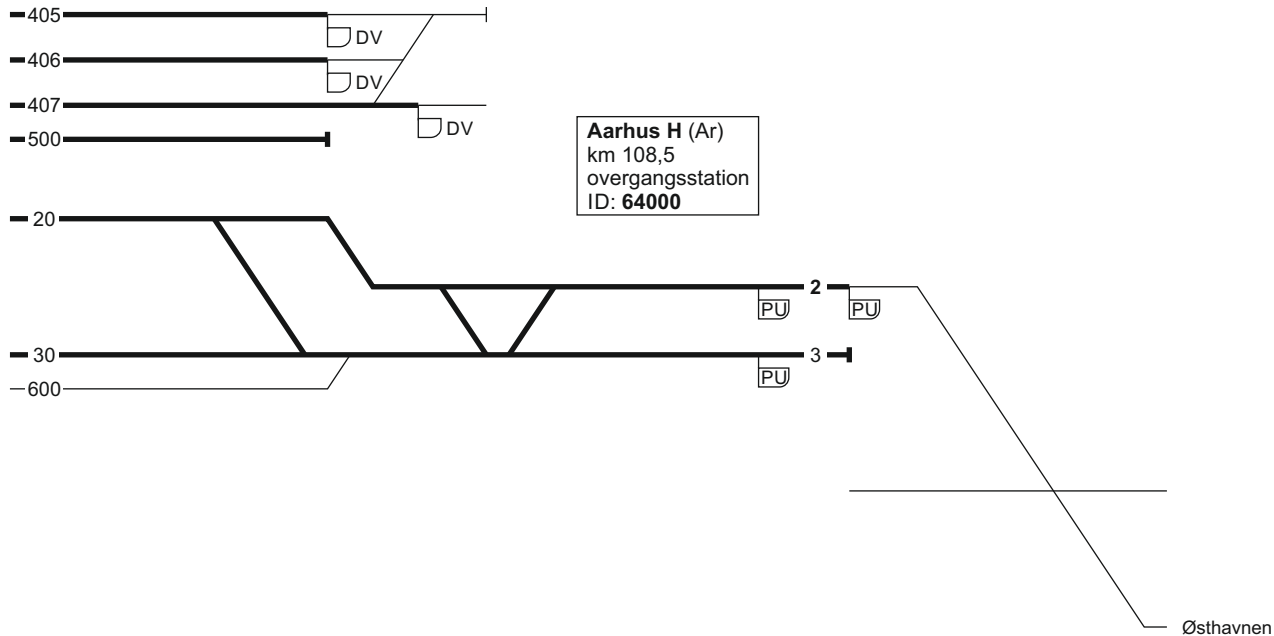 405
DV
406
DV
407
DV
500
Aarhus H (Ar)
km 108,5
overgangsstation
ID: 64000
20
2
PU
PU
30
3
PU
600
Østhavnen